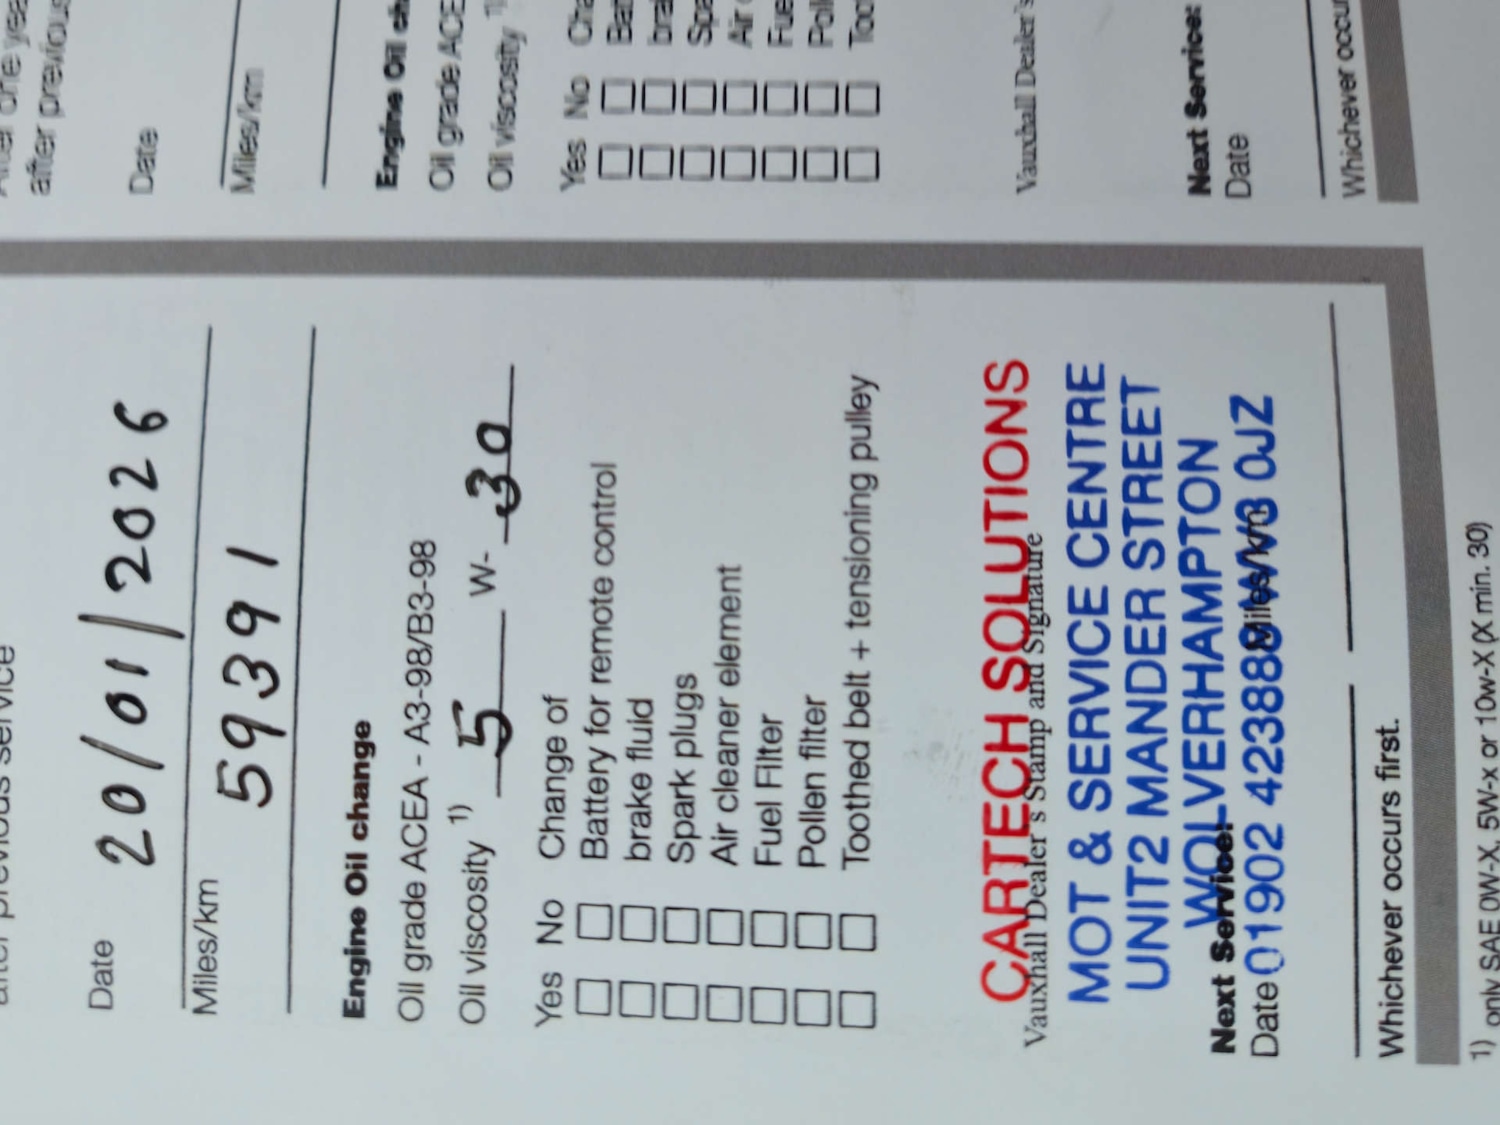 after previous service
Date 20/01/2026
Miles/km 59391
Engine Oil change
Oil grade ACEA - A3-98/B3-98
Oil viscosity 1) 5 W- 30
Yes No Change of
Battery for remote control
brake fluid
Spark plugs
Air cleaner element
Fuel Filter
Pollen filter
Toothed belt + tensioning pulley
CARTECH SOLUTIONS
Vauxhall Dealer's Stamp and Signature
MOT & SERVICE CENTRE
UNIT2 MANDER STREET
WOLVERHAMPTON
Next Service:
01902 423888 WV3 0JZ
Date Miles/km
Whichever occurs first.
1) only SAE 0W-X, 5W-x or 10w-X (X min. 30)
after previous
Date
Miles/km
Engine Oil
Oil grade ACE
Oil viscosity 1)
Yes No
Vauxhall Dealer's
Next Service:
Date
Whichever occur